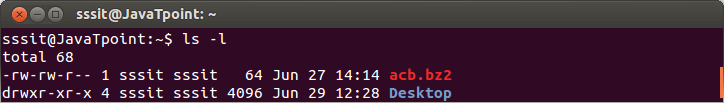 sssit@JavaTpoint: ~
sssit@JavaTpoint:~$ ls -l
total 68
-rw-rw-r-- 1 sssit sssit   64 Jun 27 14:14 acb.bz2
drwxr-xr-x 4 sssit sssit 4096 Jun 29 12:28 Desktop